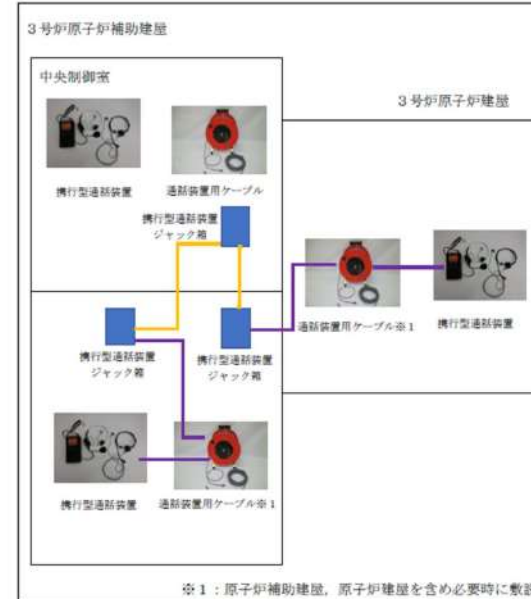 3号炉原子炉補助建屋
中央制御室
3号炉原子炉建屋
携行型通話装置
通話装置用ケーブル
携行型通話装置
ジャック箱
通話装置用ケーブル※1
携行型通話装置
携行型通話装置
ジャック箱
携行型通話装置
ジャック箱
携行型通話装置
通話装置用ケーブル※1
※1:原子炉補助建屋,原子炉建屋を含め必要時に敷設